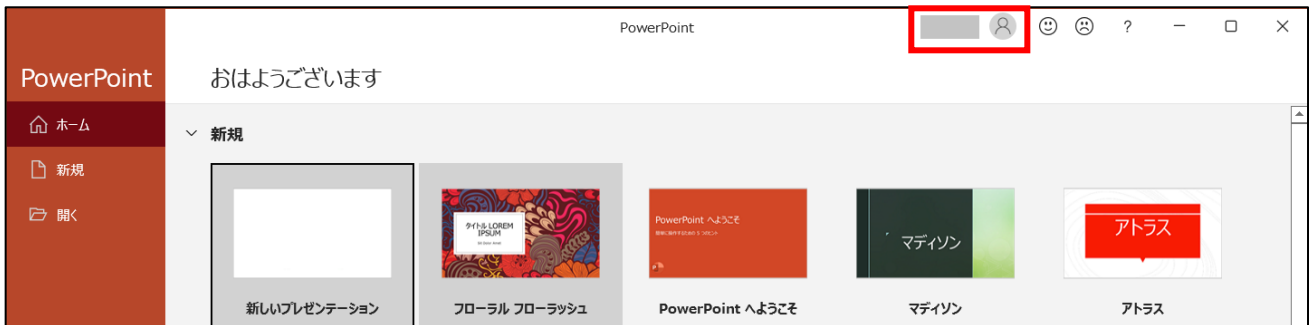 PowerPoint
?
PowerPoint
おはようございます
ホーム
新規
新規
開く
タイトル LOREM
IPSUM
PowerPoint へようこそ
マディソン
アトラス
新しいプレゼンテーション
フローラル フローラッシュ
PowerPoint へようこそ
マディソン
アトラス